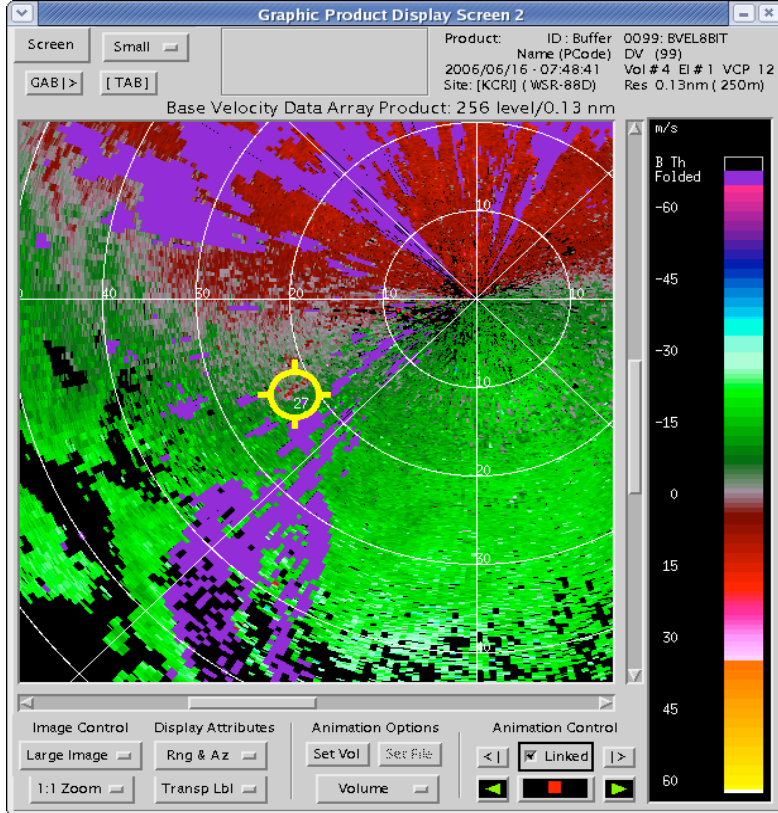 Graphic Product Display Screen 2
Screen
Small
GAB|>
[TAB]
Product: ID : Buffer 0099: BVEL8BIT
Name (PCode) DV (99)
2006/06/16 - 07:48:41 Vol # 4 El # 1 VCP 12
Site: [KCRI] ( WSR-88D) Res 0.13nm ( 250m)
Base Velocity Data Array Product: 256 level/0.13 nm
m/s
B Th
Folded
-60
-45
-30
-15
0
15
30
45
60
10
40
30
20
10
10
27
10
20
30
40
Image Control
Display Attributes
Animation Options
Animation Control
Large Image
Rng & Az
Set Vol
Set File
<|
Linked
|>
1:1 Zoom
Transp Lbl
Volume